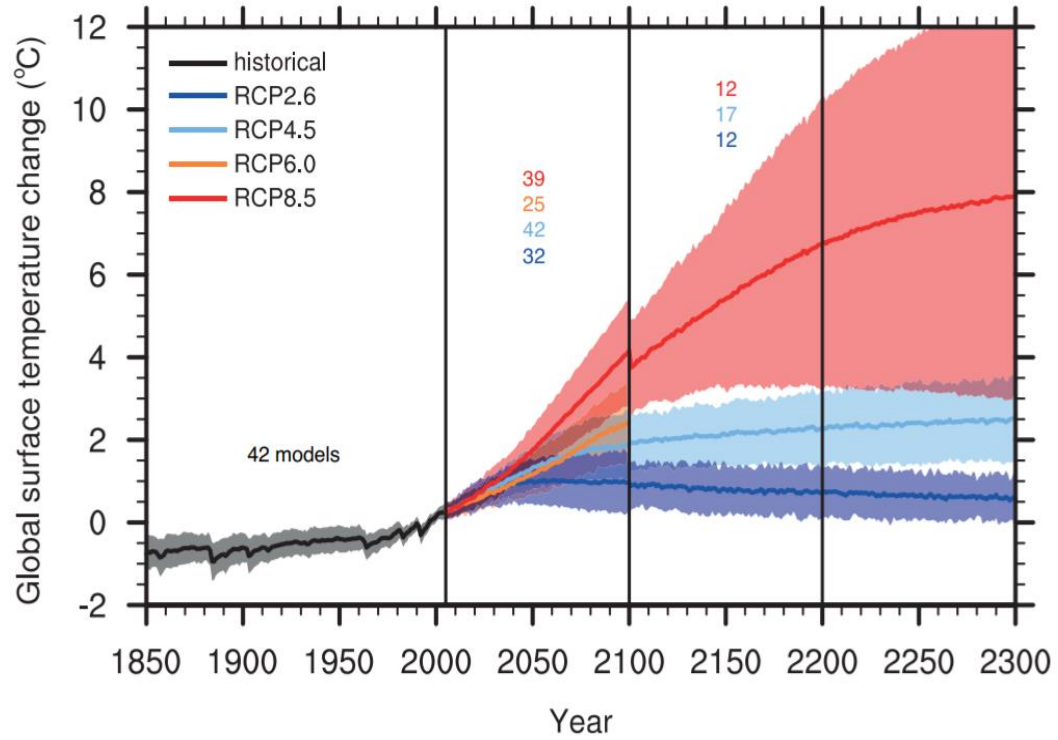 Global surface temperature change (°C)
12
10
8
6
4
2
0
-2
historical
RCP2.6
RCP4.5
RCP6.0
RCP8.5
42 models
39
25
42
32
12
17
12
1850 1900 1950 2000 2050 2100 2150 2200 2250 2300
Year